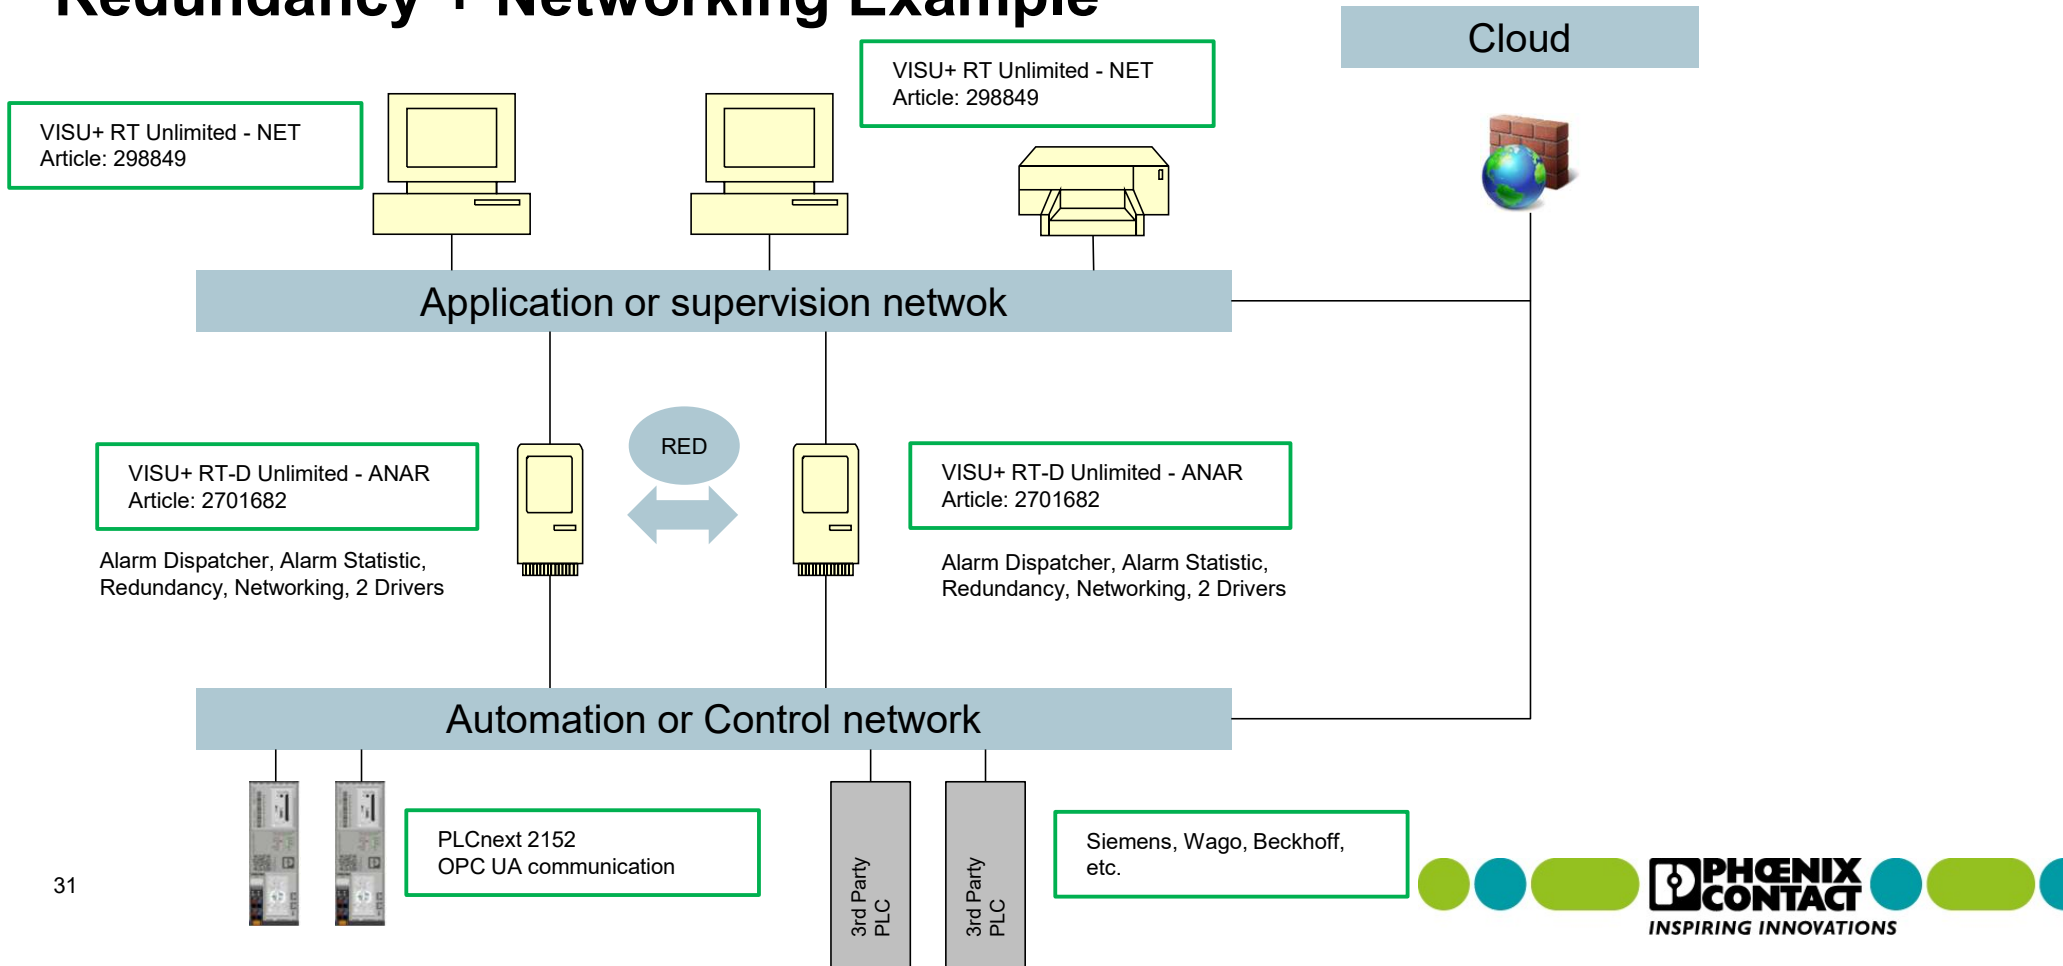 Redundancy + Networking Example
Cloud
VISU+ RT Unlimited - NET
Article: 298849
VISU+ RT Unlimited - NET
Article: 298849
Application or supervision netwok
RED
VISU+ RT-D Unlimited - ANAR
Article: 2701682
VISU+ RT-D Unlimited - ANAR
Article: 2701682
Alarm Dispatcher, Alarm Statistic,
Redundancy, Networking, 2 Drivers
Alarm Dispatcher, Alarm Statistic,
Redundancy, Networking, 2 Drivers
Automation or Control network
PLCnext 2152
OPC UA communication
3rd Party
PLC
3rd Party
PLC
Siemens, Wago, Beckhoff,
etc.
31
PHŒNIX
CONTACT
INSPIRING INNOVATIONS